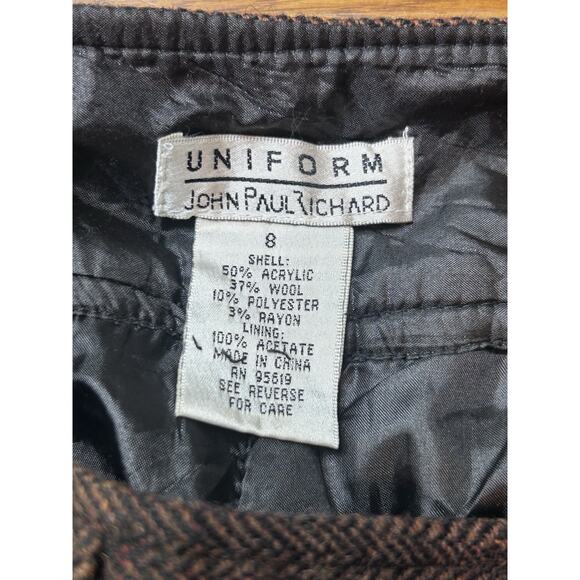 UNIFORM
JOHN PAUL RICHARD
8
SHELL:
50% ACRYLIC
37% WOOL
10% POLYESTER
3% RAYON
LINING:
100% ACETATE
MADE IN CHINA
RN 95619
SEE REVERSE
FOR CARE